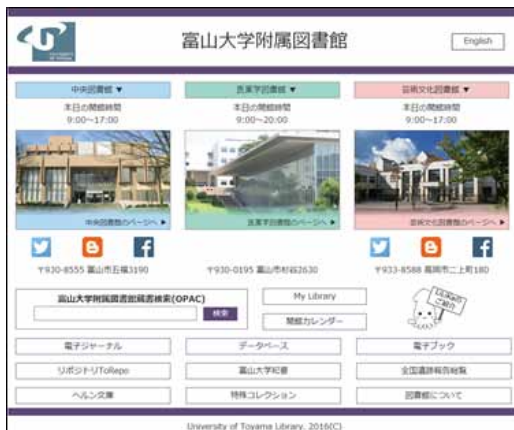 富山大学附属図書館
English
中央図書館 ▼
医薬学図書館 ▼
芸術文化図書館 ▼
本日の開館時間
9:00〜17:00
本日の開館時間
9:00〜20:00
本日の開館時間
9:00〜17:00
中央図書館のページへ ▶
医薬学図書館のページへ ▶
芸術文化図書館のページへ ▶
〒930-8555 富山市五福3190
〒930-0195 富山市杉谷2630
〒933-8588 高岡市二上町180
富山大学附属図書館蔵書検索(OPAC)
検索
My Library
開館カレンダー
ご紹介
電子ジャーナル
データベース
電子ブック
リポジトリToRepo
富山大学紀要
全国遺跡報告総覧
ヘルン文庫
特殊コレクション
図書館について
University of Toyama Library, 2016(C)